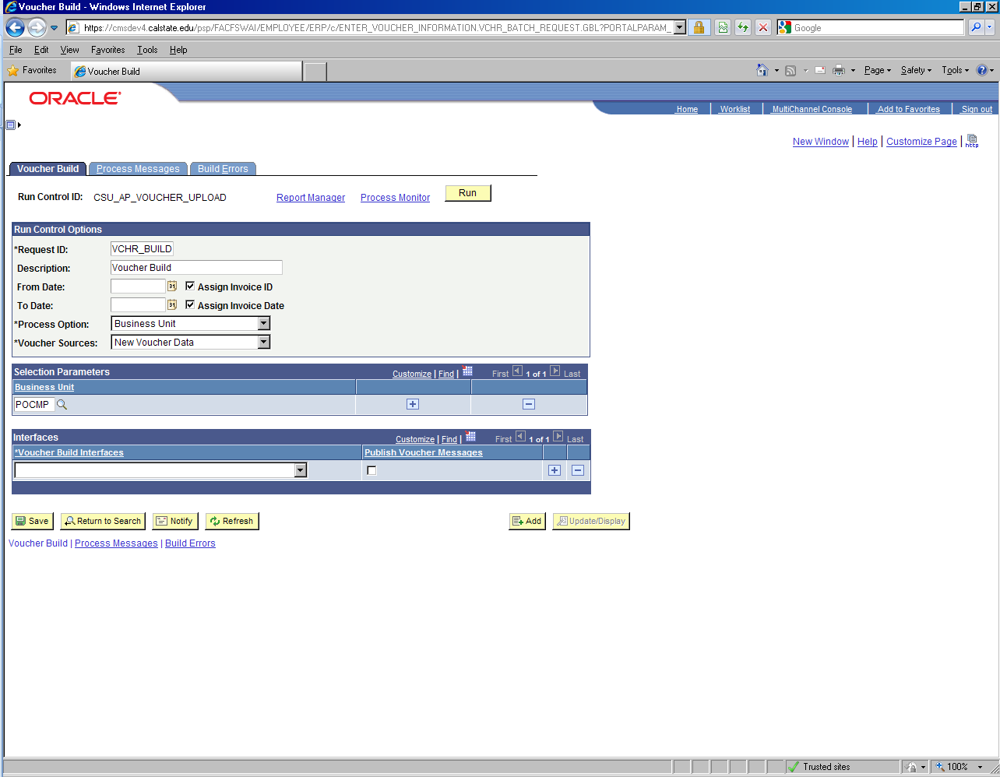 Voucher Build - Windows Internet Explorer
https://cmsdev4.calstate.edu/psp/FACFSWAI/EMPLOYEE/ERP/c/ENTER_VOUCHER_INFORMATION.VCHR_BATCH_REQUEST.GBL?PORTALPARAM_
Google
File Edit View Favorites Tools Help
Favorites Voucher Build Page Safety Tools
ORACLE
Home Worklist MultiChannel Console Add to Favorites Sign out
New Window | Help | Customize Page | http
Voucher Build Process Messages Build Errors
Run Control ID: CSU_AP_VOUCHER_UPLOAD Report Manager Process Monitor Run
Run Control Options
*Request ID: VCHR_BUILD
Description: Voucher Build
From Date: 31 Assign Invoice ID
To Date: 31 Assign Invoice Date
*Process Option: Business Unit
*Voucher Sources: New Voucher Data
Selection Parameters Customize | Find | First 1 of 1 Last
Business Unit
POCMP
Interfaces Customize | Find | First 1 of 1 Last
*Voucher Build Interfaces Publish Voucher Messages
Save Return to Search Notify Refresh Add Update/Display
Voucher Build | Process Messages | Build Errors
Trusted sites 100%